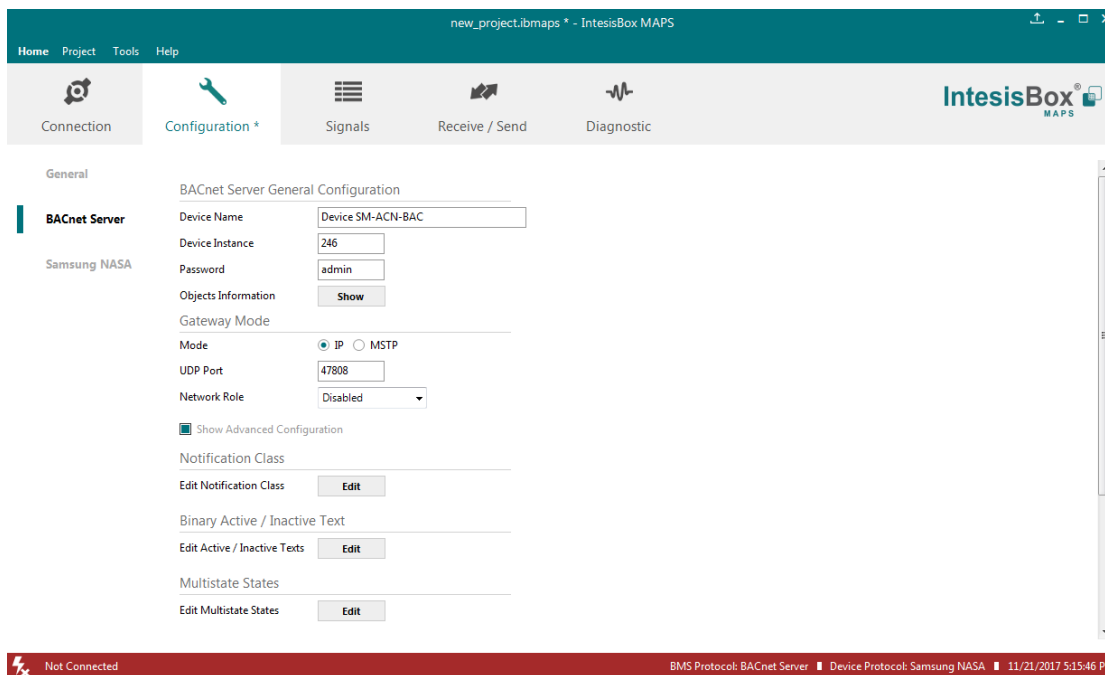 new_project.ibmaps * - IntesisBox MAPS
Home Project Tools Help
Connection Configuration * Signals Receive / Send Diagnostic
IntesisBox®
MAPS
General
BACnet Server
Samsung NASA
BACnet Server General Configuration
Device Name Device SM-ACN-BAC
Device Instance 246
Password admin
Objects Information Show
Gateway Mode
Mode IP MSTP
UDP Port 47808
Network Role Disabled
Show Advanced Configuration
Notification Class
Edit Notification Class Edit
Binary Active / Inactive Text
Edit Active / Inactive Texts Edit
Multistate States
Edit Multistate States Edit
Not Connected BMS Protocol: BACnet Server Device Protocol: Samsung NASA 11/21/2017 5:15:46 P